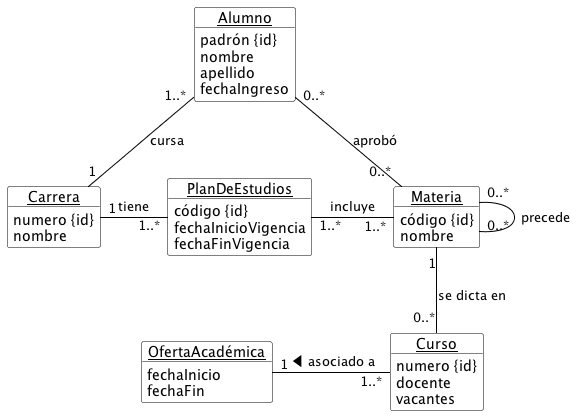 Alumno
padrón {id}
nombre
apellido
fechaIngreso
1..*
0..*
cursa
aprobó
1
0..*
Carrera
numero {id}
nombre
1 tiene
1..*
PlanDeEstudios
código {id}
fechaInicioVigencia
fechaFinVigencia
incluye
1..*
1..*
Materia
código {id}
nombre
0..*
0..*
precede
1
se dicta en
0..*
OfertaAcadémica
fechaInicio
fechaFin
1 ◀ asociado a
1..*
Curso
numero {id}
docente
vacantes